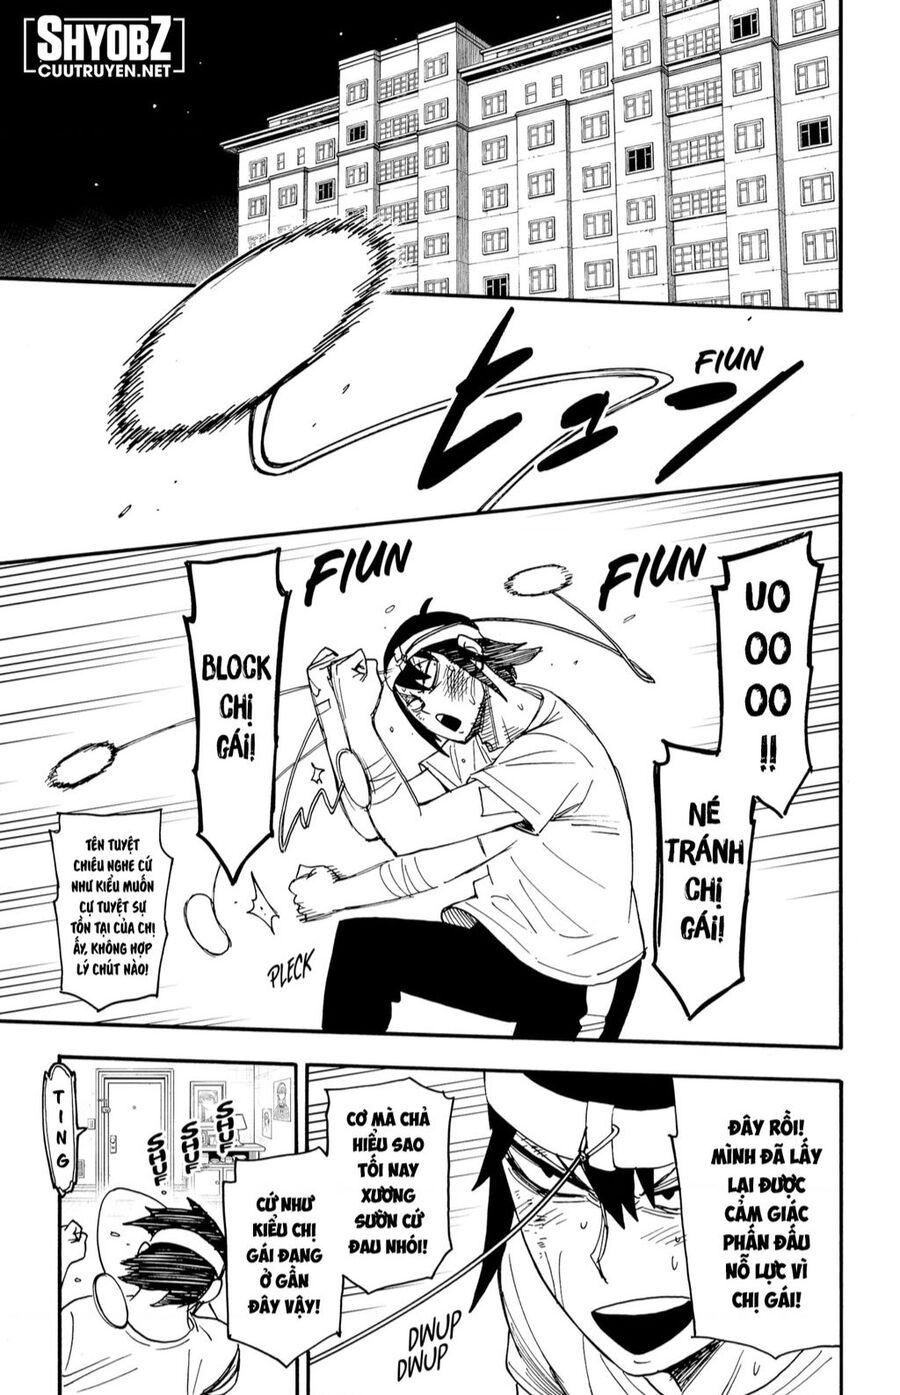 SHYOBZ
CUUTRUYEN.NET
FIUN
ヒュン
UO
OO
OO!!
FIUN
FIUN
NÉ
TRÁNH
CHỊ
GÁI!
BLOCK
CHỊ
GÁI!
TÊN TUYỆT
CHIÊU NGHE CỨ
NHƯ KIỂU MUỐN
CỰ TUYỆT SỰ
TỒN TẠI CỦA CHỊ
ẤY, KHÔNG HỢP
LÝ CHÚT NÀO!
PLECK
ĐÂY RỒI!
MÌNH ĐÃ LẤY
LẠI ĐƯỢC
CẢM GIÁC
PHẤN ĐẤU
NỖ LỰC VÌ
CHỊ GÁI!
CƠ MÀ CHẢ
HIỂU SAO
TỐI NAY
XƯƠNG
SƯỜN CỨ
ĐAU NHÓI!
CỨ NHƯ
KIỂU CHỊ
GÁI ĐANG
Ở GẦN
ĐÂY VẬY!
DWUP
DWUP
SHUF
SHUF
SHUF
TING